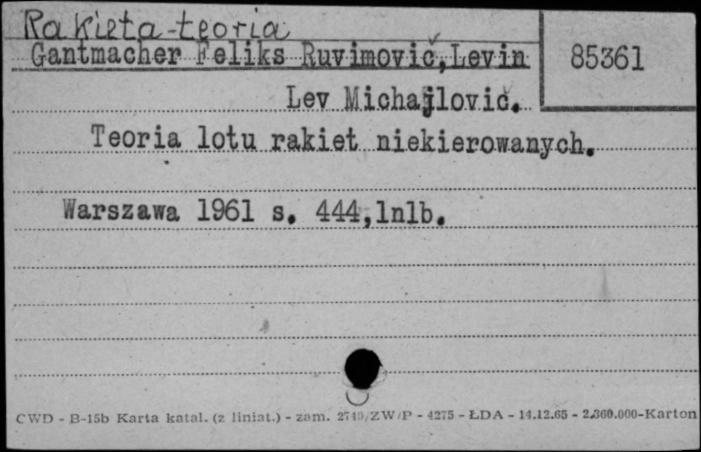 Rakieta-teoria
Gantmacher Feliks Ruvimovič, Levin
85361
Lev Michajlovič.
Teoria lotu rakiet niekierowanych.
Warszawa 1961 s. 444,1nlb.
CWD - B-15b Karta katal. (z liniat.) - zam. ZW/P - 4275 - ŁDA - 14.12.65 - 2.360.000-Karton